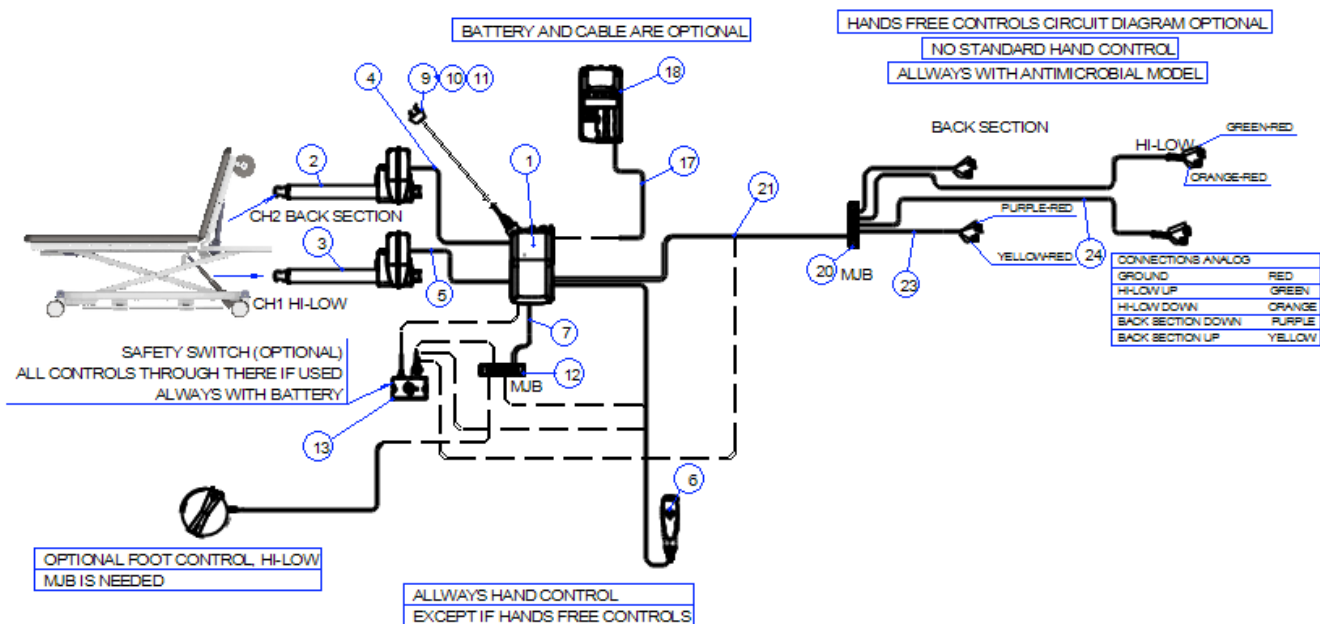 BATTERY AND CABLE ARE OPTIONAL
HANDS FREE CONTROLS CIRCUIT DIAGRAM OPTIONAL
NO STANDARD HAND CONTROL
ALLWAYS WITH ANTIMICROBIAL MODEL
4
9
10
11
18
BACK SECTION
GREEN-RED
HI-LOW
ORANGE-RED
2
1
17
21
CH2 BACK SECTION
PURPLE-RED
3
YELLOW-RED
20
MJB
23
24
5
CH1 HI-LOW
CONNECTIONS ANALOG
GROUND RED
HI-LOW UP GREEN
HI-LOW DOWN ORANGE
BACK SECTION DOWN PURPLE
BACK SECTION UP YELLOW
7
SAFETY SWITCH (OPTIONAL)
ALL CONTROLS THROUGH THERE IF USED
ALWAYS WITH BATTERY
12
MJB
13
6
OPTIONAL FOOT CONTROL, HI-LOW
MJB IS NEEDED
ALLWAYS HAND CONTROL
EXCEPT IF HANDS FREE CONTROLS